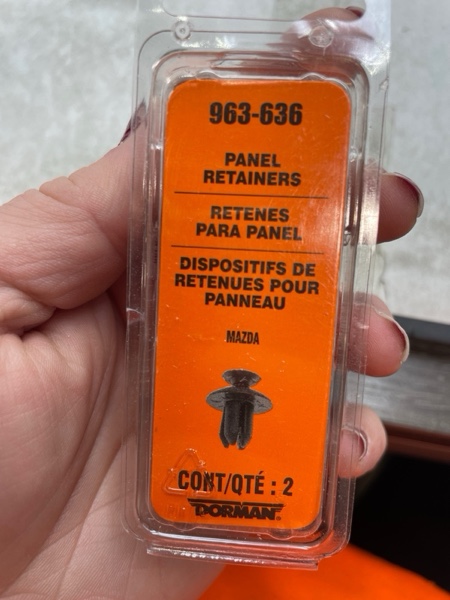 963-636
PANEL
RETAINERS
RETENES
PARA PANEL
DISPOSITIFS DE
RETENUES POUR
PANNEAU
MAZDA
CONT/QTÉ : 2
DORMAN®